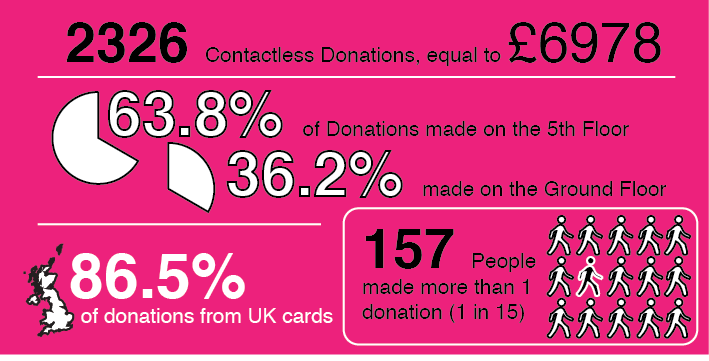 2326 Contactless Donations, equal to £6978
63.8% of Donations made on the 5th Floor
36.2% made on the Ground Floor
86.5%
of donations from UK cards
157 People
made more than 1
donation (1 in 15)